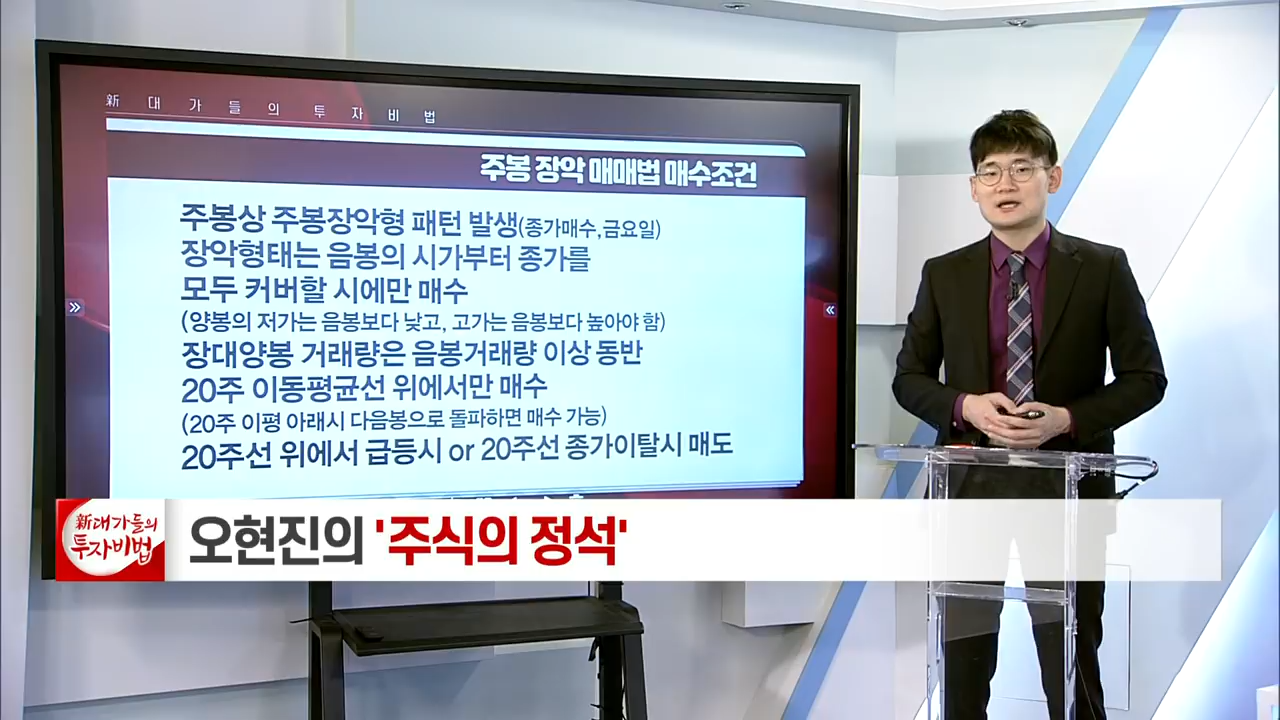 新 대가들의 투자비법
주봉 장악 매매법 매수조건
주봉상 주봉장악형 패턴 발생(종가매수,금요일)
장악형태는 음봉의 시가부터 종가를
모두 커버할 시에만 매수
(양봉의 저가는 음봉보다 낮고, 고가는 음봉보다 높아야 함)
장대양봉 거래량은 음봉거래량 이상 동반
20주 이동평균선 위에서만 매수
(20주 이평 아래시 다음봉으로 돌파하면 매수 가능)
20주선 위에서 급등시 or 20주선 종가이탈시 매도
新대가들의
투자비법
오현진의 '주식의 정석'